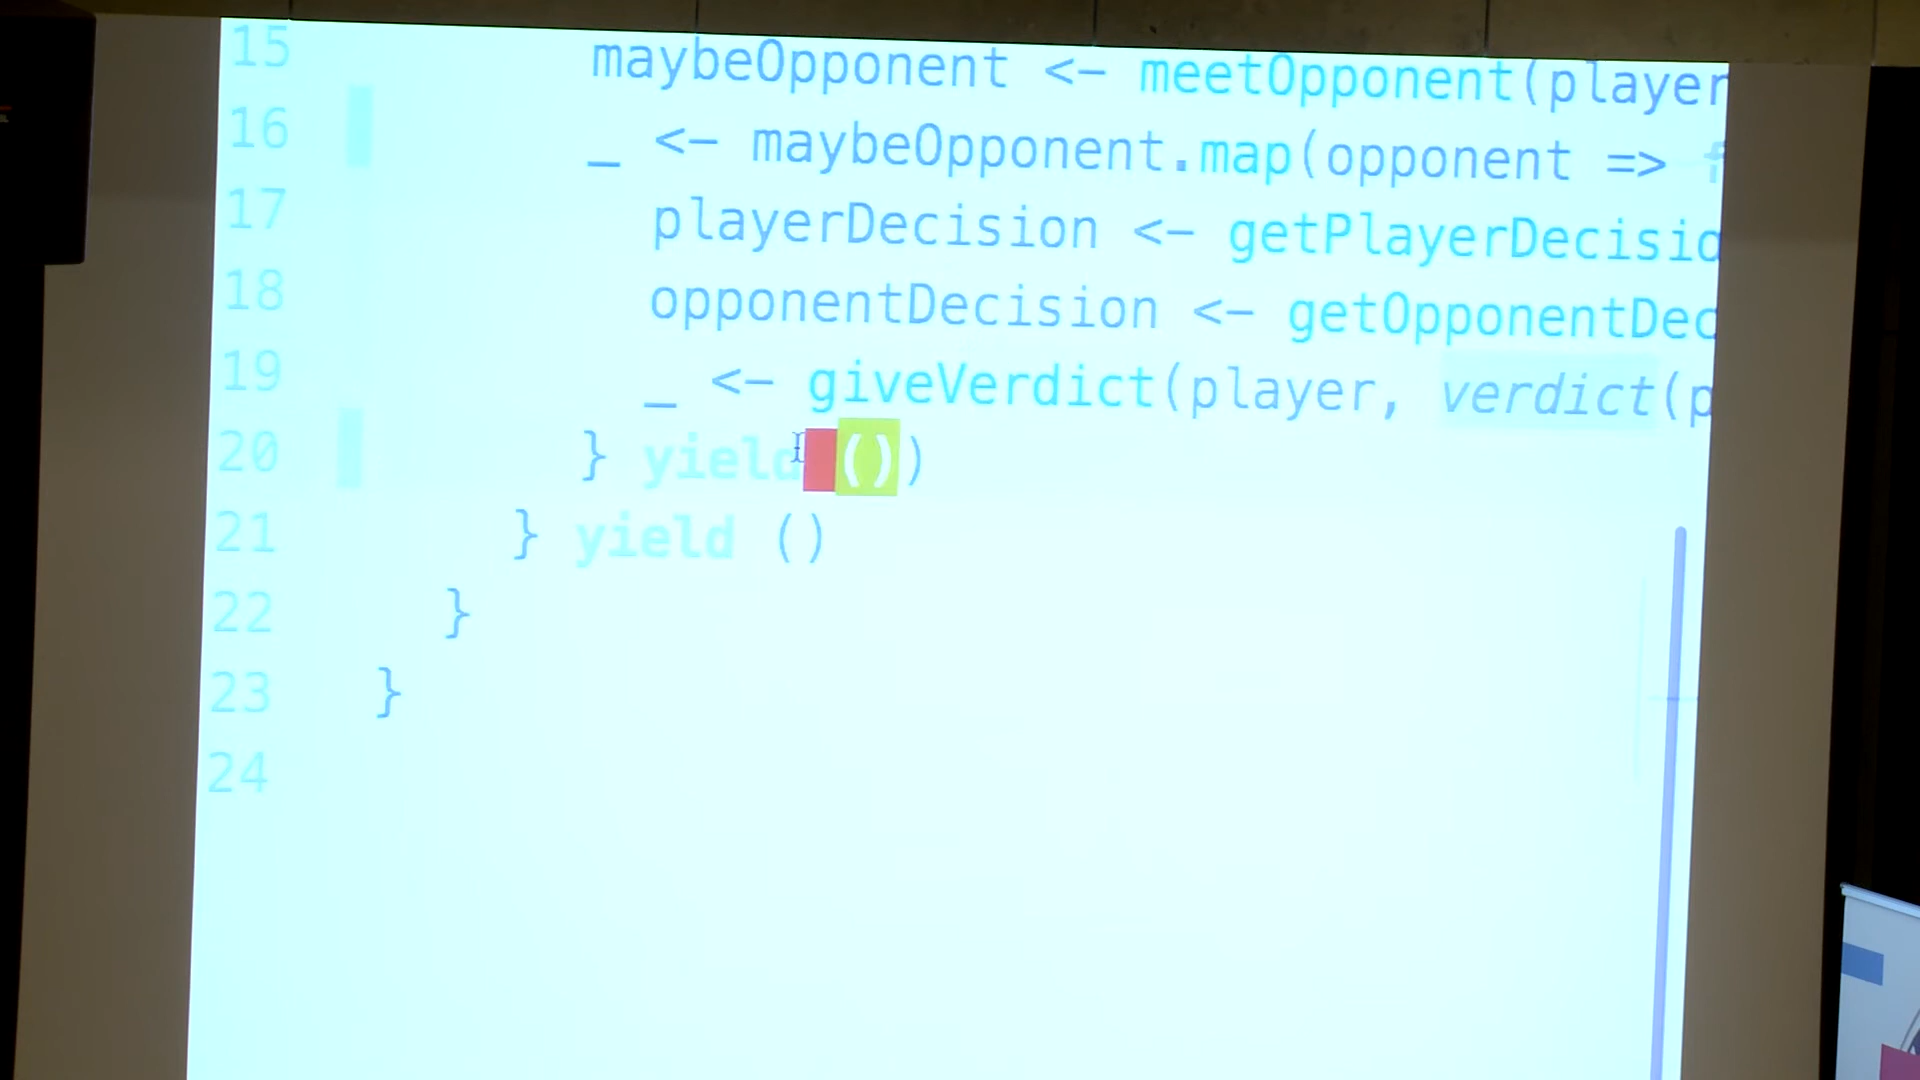 15 maybeOpponent <- meetOpponent(player
16 _ <- maybeOpponent.map(opponent => f
17 playerDecision <- getPlayerDecisio
18 opponentDecision <- getOpponentDec
19 _ <- giveVerdict(player, verdict(p
20 } yield ())
21 } yield ()
22 }
23 }
24